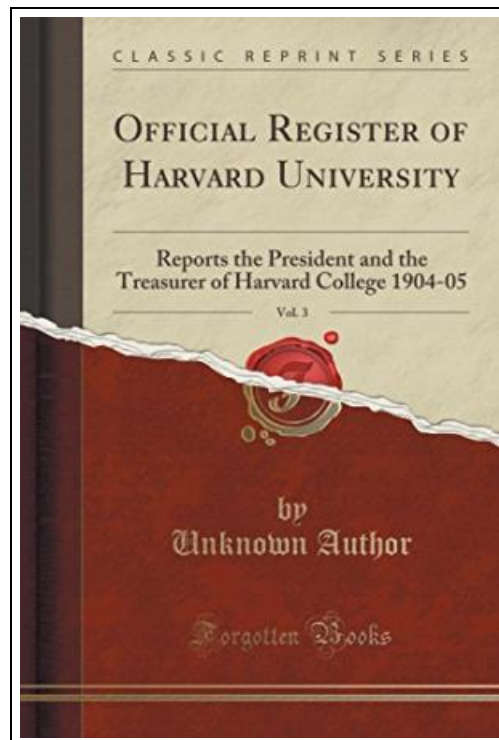 CLASSIC REPRINT SERIES
OFFICIAL REGISTER OF
HARVARD UNIVERSITY
Reports the President and the
Treasurer of Harvard College 1904-05
Vol. 3
by
Unknown Author
Forgotten Books